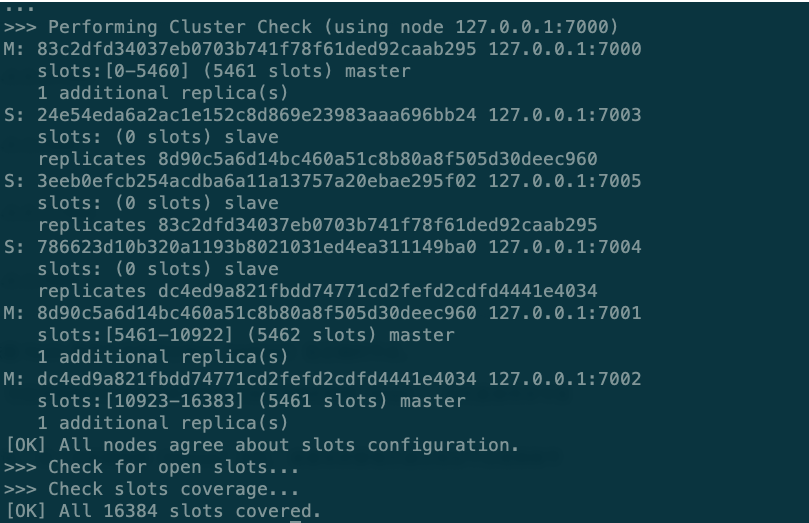 ...
>>> Performing Cluster Check (using node 127.0.0.1:7000)
M: 83c2dfd34037eb0703b741f78f61ded92caab295 127.0.0.1:7000
   slots:[0-5460] (5461 slots) master
   1 additional replica(s)
S: 24e54eda6a2ac1e152c8d869e23983aaa696bb24 127.0.0.1:7003
   slots: (0 slots) slave
   replicates 8d90c5a6d14bc460a51c8b80a8f505d30deec960
S: 3eeb0efcb254acdba6a11a13757a20ebae295f02 127.0.0.1:7005
   slots: (0 slots) slave
   replicates 83c2dfd34037eb0703b741f78f61ded92caab295
S: 786623d10b320a1193b8021031ed4ea311149ba0 127.0.0.1:7004
   slots: (0 slots) slave
   replicates dc4ed9a821fbdd74771cd2fefd2cdfd4441e4034
M: 8d90c5a6d14bc460a51c8b80a8f505d30deec960 127.0.0.1:7001
   slots:[5461-10922] (5462 slots) master
   1 additional replica(s)
M: dc4ed9a821fbdd74771cd2fefd2cdfd4441e4034 127.0.0.1:7002
   slots:[10923-16383] (5461 slots) master
   1 additional replica(s)
[OK] All nodes agree about slots configuration.
>>> Check for open slots...
>>> Check slots coverage...
[OK] All 16384 slots covered.